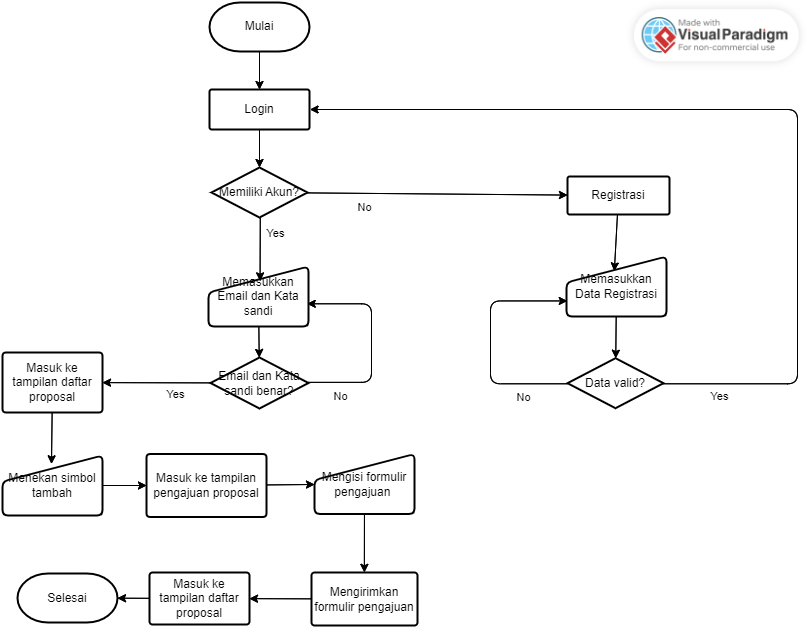 Mulai
Made with
VisualParadigm
For non-commercial use
Login
Memiliki Akun?
No
Registrasi
Yes
Memasukkan
Email dan Kata
sandi
Memasukkan
Data Registrasi
Masuk ke
tampilan daftar
proposal
Yes
Email dan Kata
sandi benar?
No
No
Data valid?
Yes
Menekan simbol
tambah
Masuk ke tampilan
pengajuan proposal
Mengisi formulir
pengajuan
Selesai
Masuk ke
tampilan daftar
proposal
Mengirimkan
formulir pengajuan